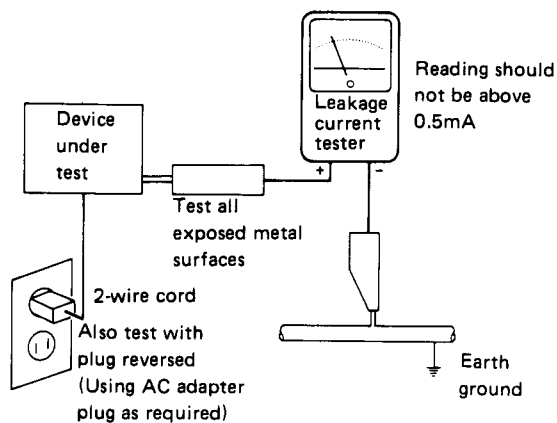 Device
under
test
Leakage
current
tester
Reading should
not be above
0.5mA
+
−
Test all
exposed metal
surfaces
2-wire cord
Also test with
plug reversed
(Using AC adapter
plug as required)
Earth
ground